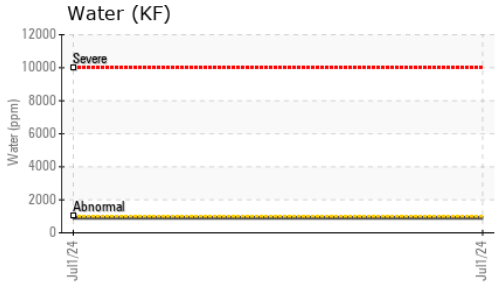 Water (KF)
12000
Severe
10000
8000
Water (ppm)
6000
4000
2000
Abnormal
0
Jul1/24
Jul1/24